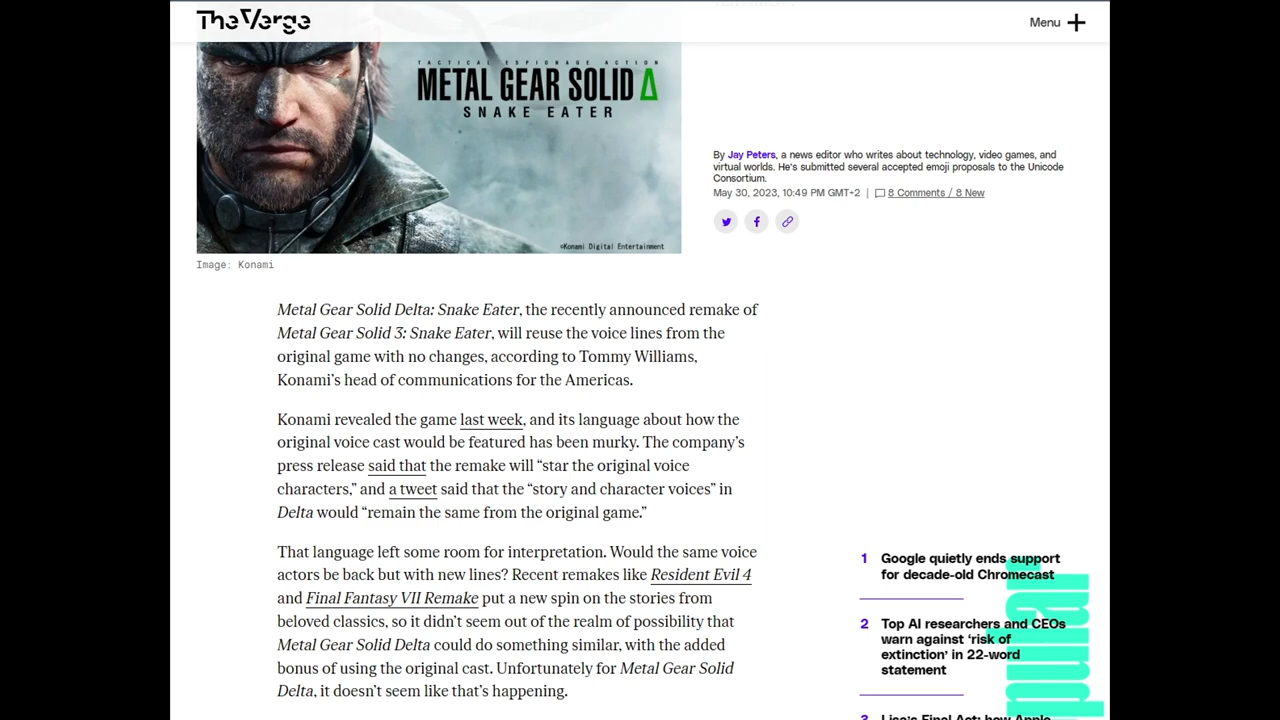 The Verge
Menu
TACTICAL ESPIONAGE ACTION
METAL GEAR SOLID Δ
SNAKE EATER
©Konami Digital Entertainment
Image: Konami
By Jay Peters, a news editor who writes about technology, video games, and
virtual worlds. He's submitted several accepted emoji proposals to the Unicode
Consortium.
May 30, 2023, 10:49 PM GMT+2 | 8 Comments / 8 New
Metal Gear Solid Delta: Snake Eater, the recently announced remake of
Metal Gear Solid 3: Snake Eater, will reuse the voice lines from the
original game with no changes, according to Tommy Williams,
Konami’s head of communications for the Americas.
Konami revealed the game last week, and its language about how the
original voice cast would be featured has been murky. The company’s
press release said that the remake will “star the original voice
characters,” and a tweet said that the “story and character voices” in
Delta would “remain the same from the original game.”
That language left some room for interpretation. Would the same voice
actors be back but with new lines? Recent remakes like Resident Evil 4
and Final Fantasy VII Remake put a new spin on the stories from
beloved classics, so it didn’t seem out of the realm of possibility that
Metal Gear Solid Delta could do something similar, with the added
bonus of using the original cast. Unfortunately for Metal Gear Solid
Delta, it doesn’t seem like that’s happening.
1 Google quietly ends support
for decade-old Chromecast
2 Top AI researchers and CEOs
warn against ‘risk of
extinction’ in 22-word
statement
3 Lisa's Final Act: how Apple